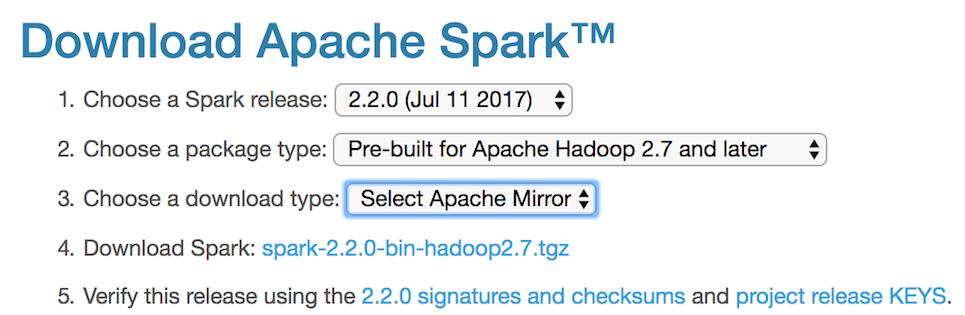 Download Apache Spark™
1. Choose a Spark release: 2.2.0 (Jul 11 2017)
2. Choose a package type: Pre-built for Apache Hadoop 2.7 and later
3. Choose a download type: Select Apache Mirror
4. Download Spark: spark-2.2.0-bin-hadoop2.7.tgz
5. Verify this release using the 2.2.0 signatures and checksums and project release KEYS.